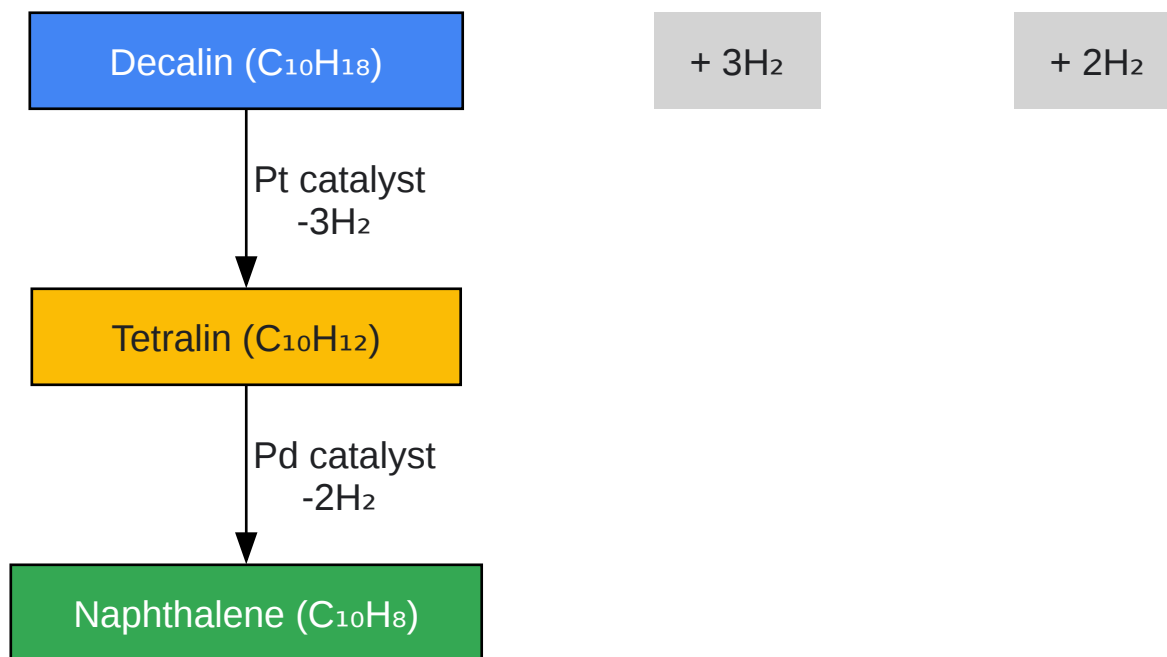 Decalin (C₁₀H₁₈)
+ 3H₂
+ 2H₂
Pt catalyst
-3H₂
Tetralin (C₁₀H₁₂)
Pd catalyst
-2H₂
Naphthalene (C₁₀H₈)